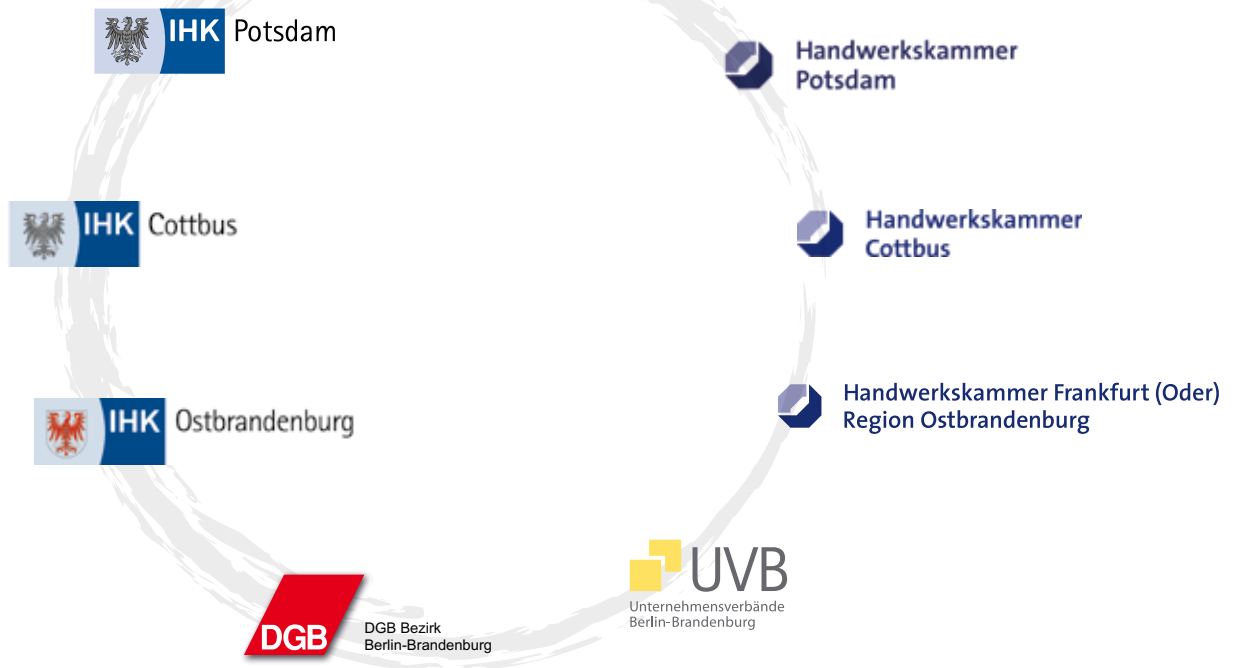 IHK Potsdam
Handwerkskammer
Potsdam
IHK Cottbus
Handwerkskammer
Cottbus
IHK Ostbrandenburg
Handwerkskammer Frankfurt (Oder)
Region Ostbrandenburg
UVB
Unternehmensverbände
Berlin-Brandenburg
DGB
DGB Bezirk
Berlin-Brandenburg